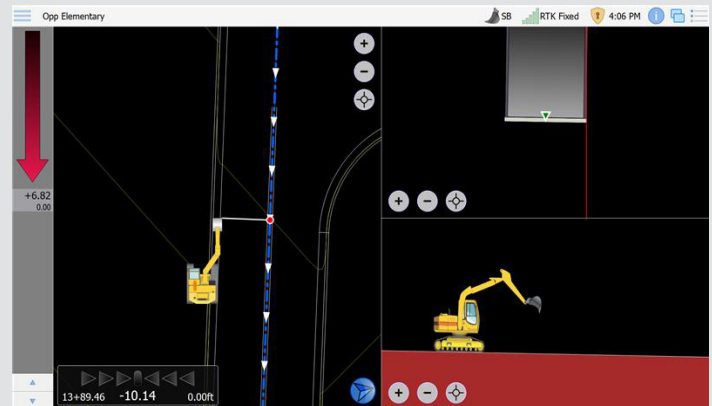 Opp Elementary
SB
RTK Fixed
4:06 PM
+6.82
0.00
13+89.46 -10.14 0.00ft